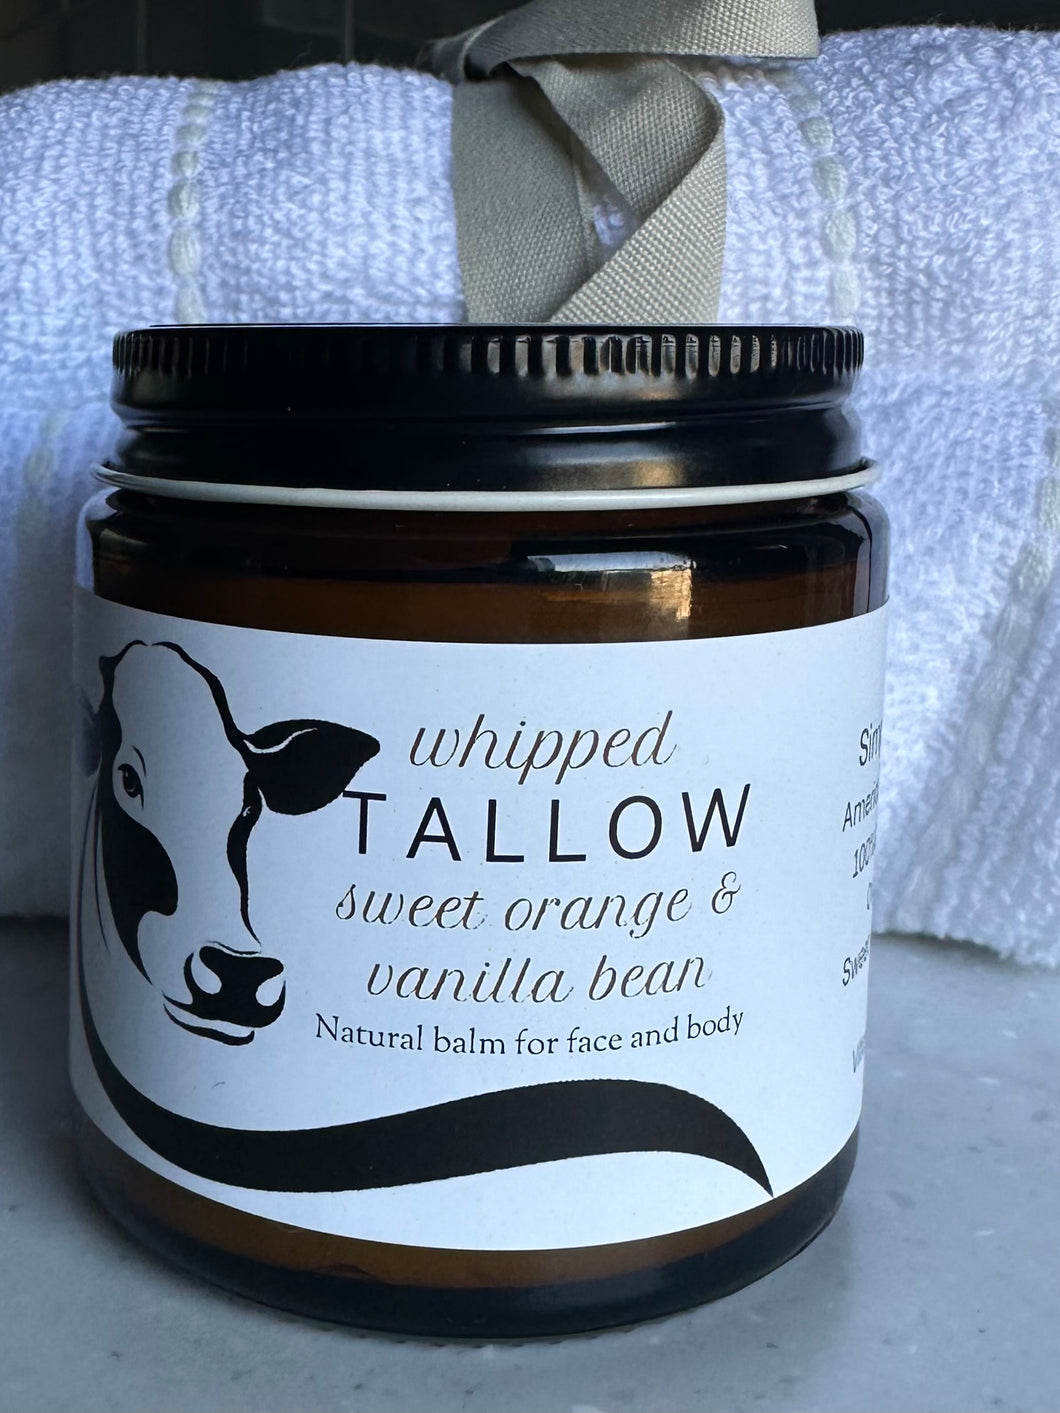 whipped
TALLOW
sweet orange &
vanilla bean
Natural balm for face and body